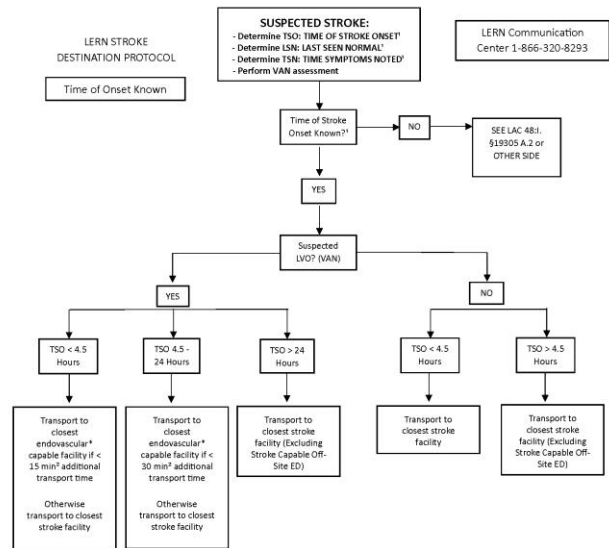 LERN STROKE
DESTINATION PROTOCOL
Time of Onset Known
SUSPECTED STROKE:
- Determine TSO: TIME OF STROKE ONSET¹
- Determine LSN: LAST SEEN NORMAL¹
- Determine TSN: TIME SYMPTOMS NOTED¹
- Perform VAN assessment
LERN Communication
Center 1-866-320-8293
Time of Stroke
Onset Known?¹
NO
SEE LAC 48:I.
§19305 A.2 or
OTHER SIDE
YES
Suspected
LVO? (VAN)
YES
NO
TSO < 4.5
Hours
TSO 4.5 -
24 Hours
TSO > 24
Hours
TSO < 4.5
Hours
TSO > 4.5
Hours
Transport to
closest
endovascular⁴
capable facility if <
15 min² additional
transport time
Otherwise
transport to closest
stroke facility
Transport to
closest
endovascular⁴
capable facility if <
30 min² additional
transport time
Otherwise
transport to closest
stroke facility
Transport to
closest stroke
facility (Excluding
Stroke Capable Off-
Site ED)
Transport to
closest stroke
facility
Transport to
closest stroke
facility (Excluding
Stroke Capable Off-
Site ED)